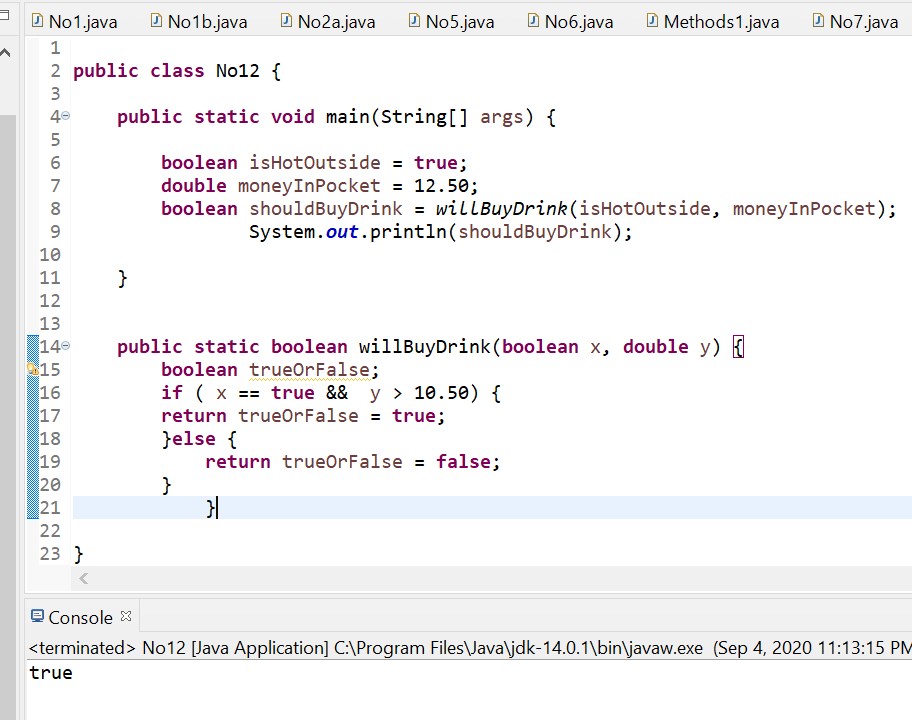 No1.java No1b.java No2a.java No5.java No6.java Methods1.java No7.java
1
2 public class No12 {
3
4 public static void main(String[] args) {
5
6 boolean isHotOutside = true;
7 double moneyInPocket = 12.50;
8 boolean shouldBuyDrink = willBuyDrink(isHotOutside, moneyInPocket);
9 System.out.println(shouldBuyDrink);
10
11 }
12
13
14 public static boolean willBuyDrink(boolean x, double y) {
15 boolean trueOrFalse;
16 if ( x == true &&  y > 10.50) {
17 return trueOrFalse = true;
18 }else {
19 return trueOrFalse = false;
20 }
21 }
22
23 }
Console
<terminated> No12 [Java Application] C:\Program Files\Java\jdk-14.0.1\bin\javaw.exe  (Sep 4, 2020 11:13:15 PM
true